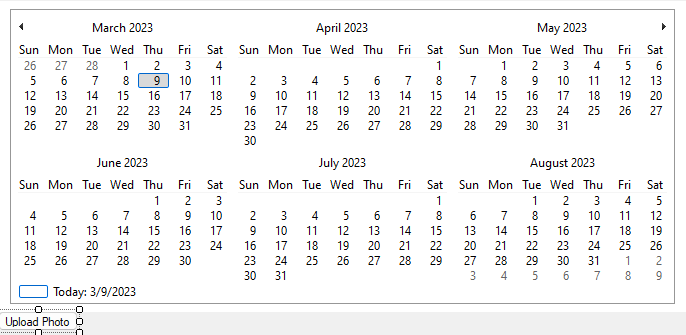 March 2023
Sun Mon Tue Wed Thu Fri Sat
26 27 28 1 2 3 4
5 6 7 8 9 10 11
12 13 14 15 16 17 18
19 20 21 22 23 24 25
26 27 28 29 30 31
April 2023
Sun Mon Tue Wed Thu Fri Sat
1
2 3 4 5 6 7 8
9 10 11 12 13 14 15
16 17 18 19 20 21 22
23 24 25 26 27 28 29
30
May 2023
Sun Mon Tue Wed Thu Fri Sat
1 2 3 4 5 6
7 8 9 10 11 12 13
14 15 16 17 18 19 20
21 22 23 24 25 26 27
28 29 30 31
June 2023
Sun Mon Tue Wed Thu Fri Sat
1 2 3
4 5 6 7 8 9 10
11 12 13 14 15 16 17
18 19 20 21 22 23 24
25 26 27 28 29 30
July 2023
Sun Mon Tue Wed Thu Fri Sat
1
2 3 4 5 6 7 8
9 10 11 12 13 14 15
16 17 18 19 20 21 22
23 24 25 26 27 28 29
30 31
August 2023
Sun Mon Tue Wed Thu Fri Sat
1 2 3 4 5
6 7 8 9 10 11 12
13 14 15 16 17 18 19
20 21 22 23 24 25 26
27 28 29 30 31 1 2
3 4 5 6 7 8 9
Today: 3/9/2023
Upload Photo